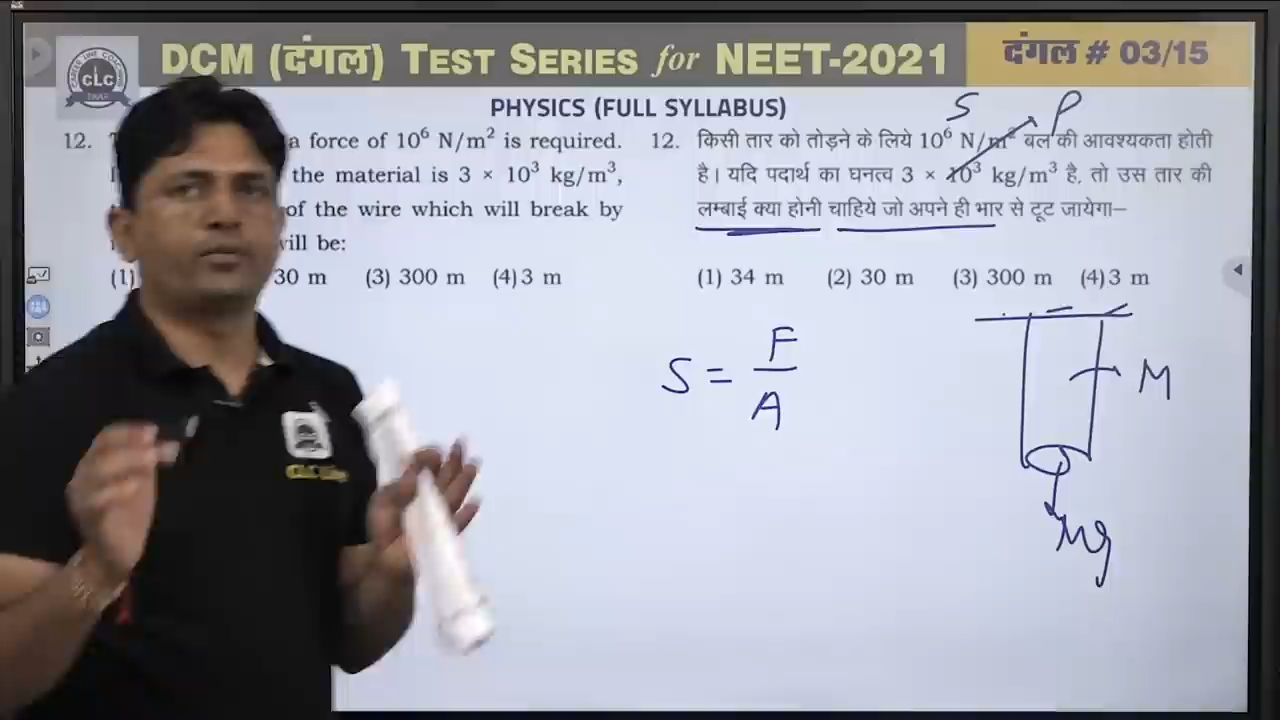 DCM (दंगल) TEST SERIES for NEET-2021
दंगल # 03/15
CLC
PHYSICS (FULL SYLLABUS)
S ρ
12. a force of 10⁶ N/m² is required.
the material is 3 × 10³ kg/m³,
of the wire which will break by
will be:
(1) 30 m (3) 300 m (4) 3 m
12. किसी तार को तोड़ने के लिये 10⁶ N/m² बल की आवश्यकता होती
है। यदि पदार्थ का घनत्व 3 × 10³ kg/m³ है, तो उस तार की
लम्बाई क्या होनी चाहिये जो अपने ही भार से टूट जायेगा–
(1) 34 m (2) 30 m (3) 300 m (4) 3 m
S = F/A
M
Mg